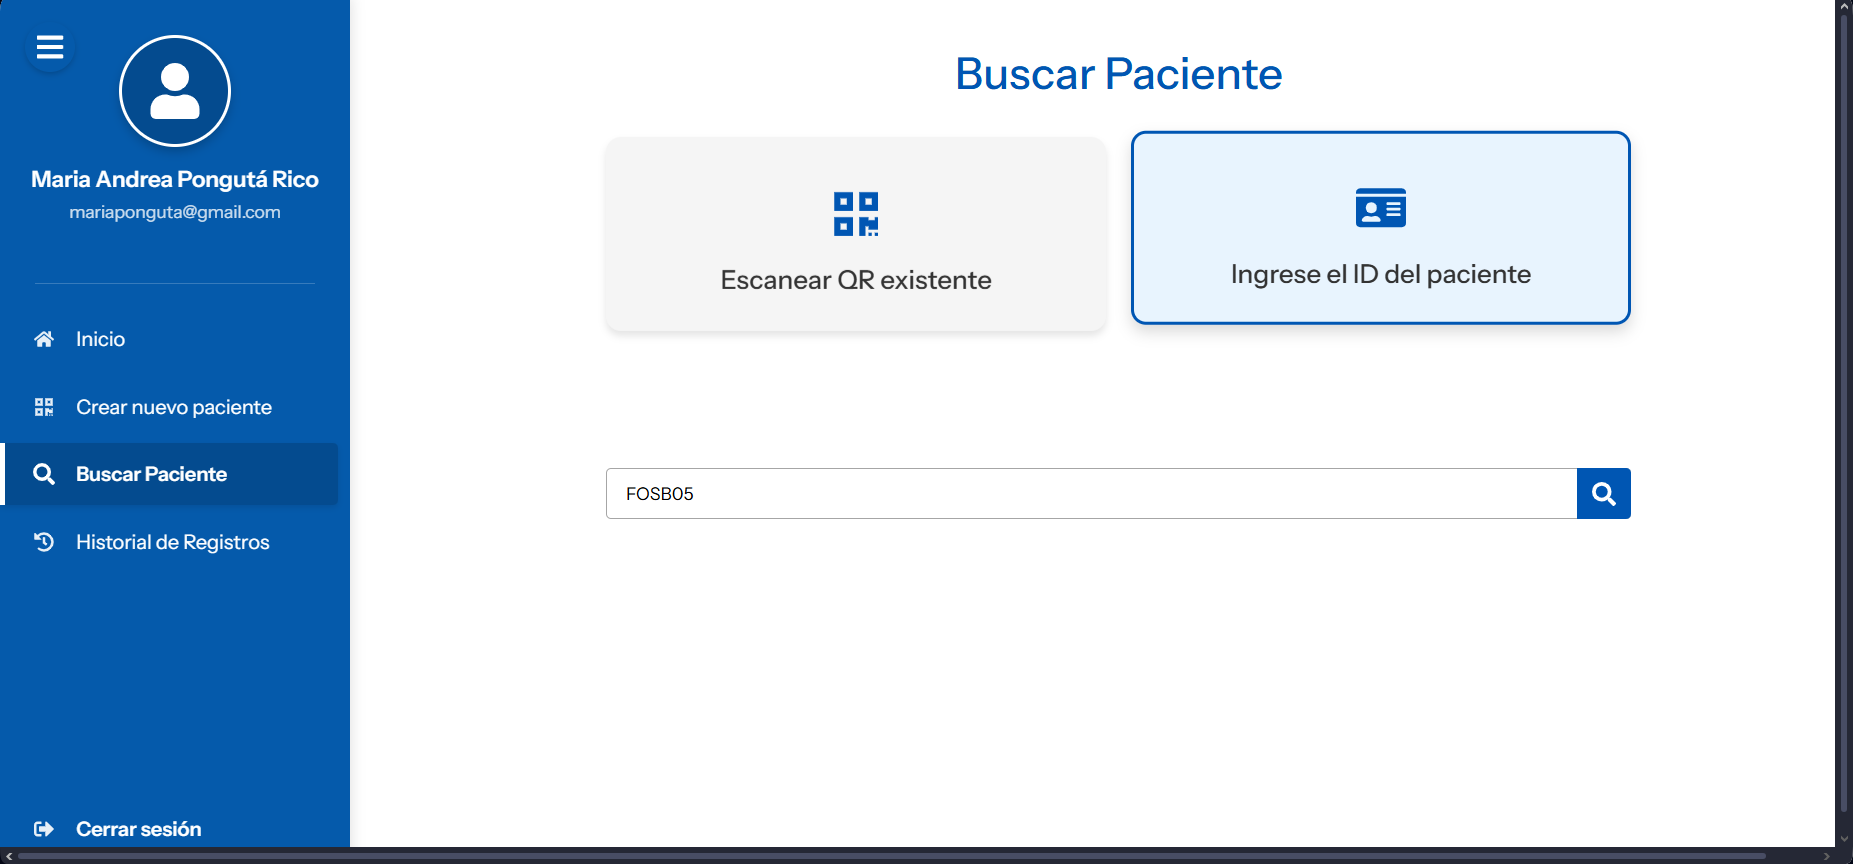 Maria Andrea Pongutá Rico
mariaponguta@gmail.com
Inicio
Crear nuevo paciente
Buscar Paciente
Historial de Registros
Cerrar sesión
Buscar Paciente
Escanear QR existente
Ingrese el ID del paciente
FOSB05